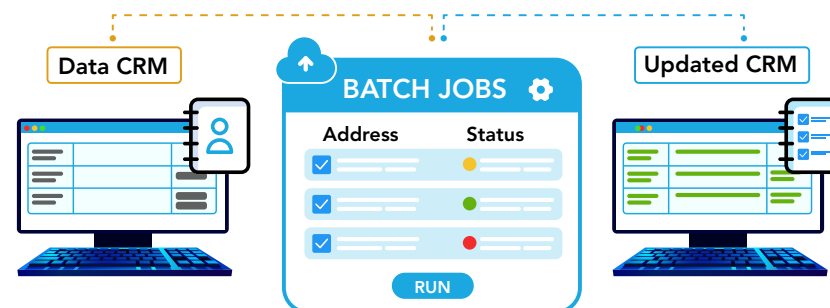 Data CRM
BATCH JOBS
Updated CRM
Address Status
RUN